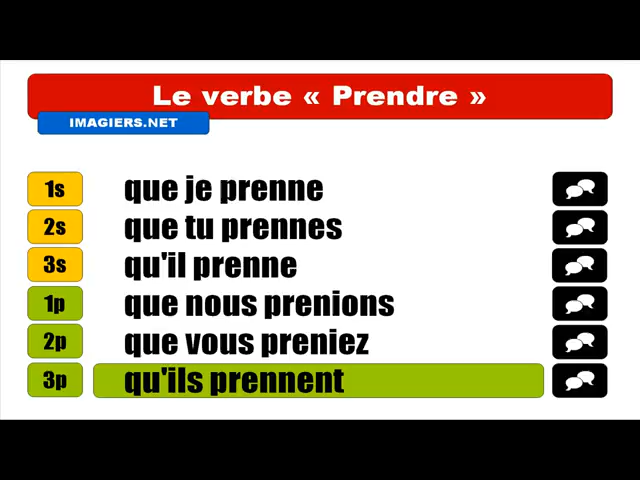 Le verbe « Prendre »
IMAGIERS.NET
1s que je prenne
2s que tu prennes
3s qu'il prenne
1p que nous prenions
2p que vous preniez
3p qu'ils prennent